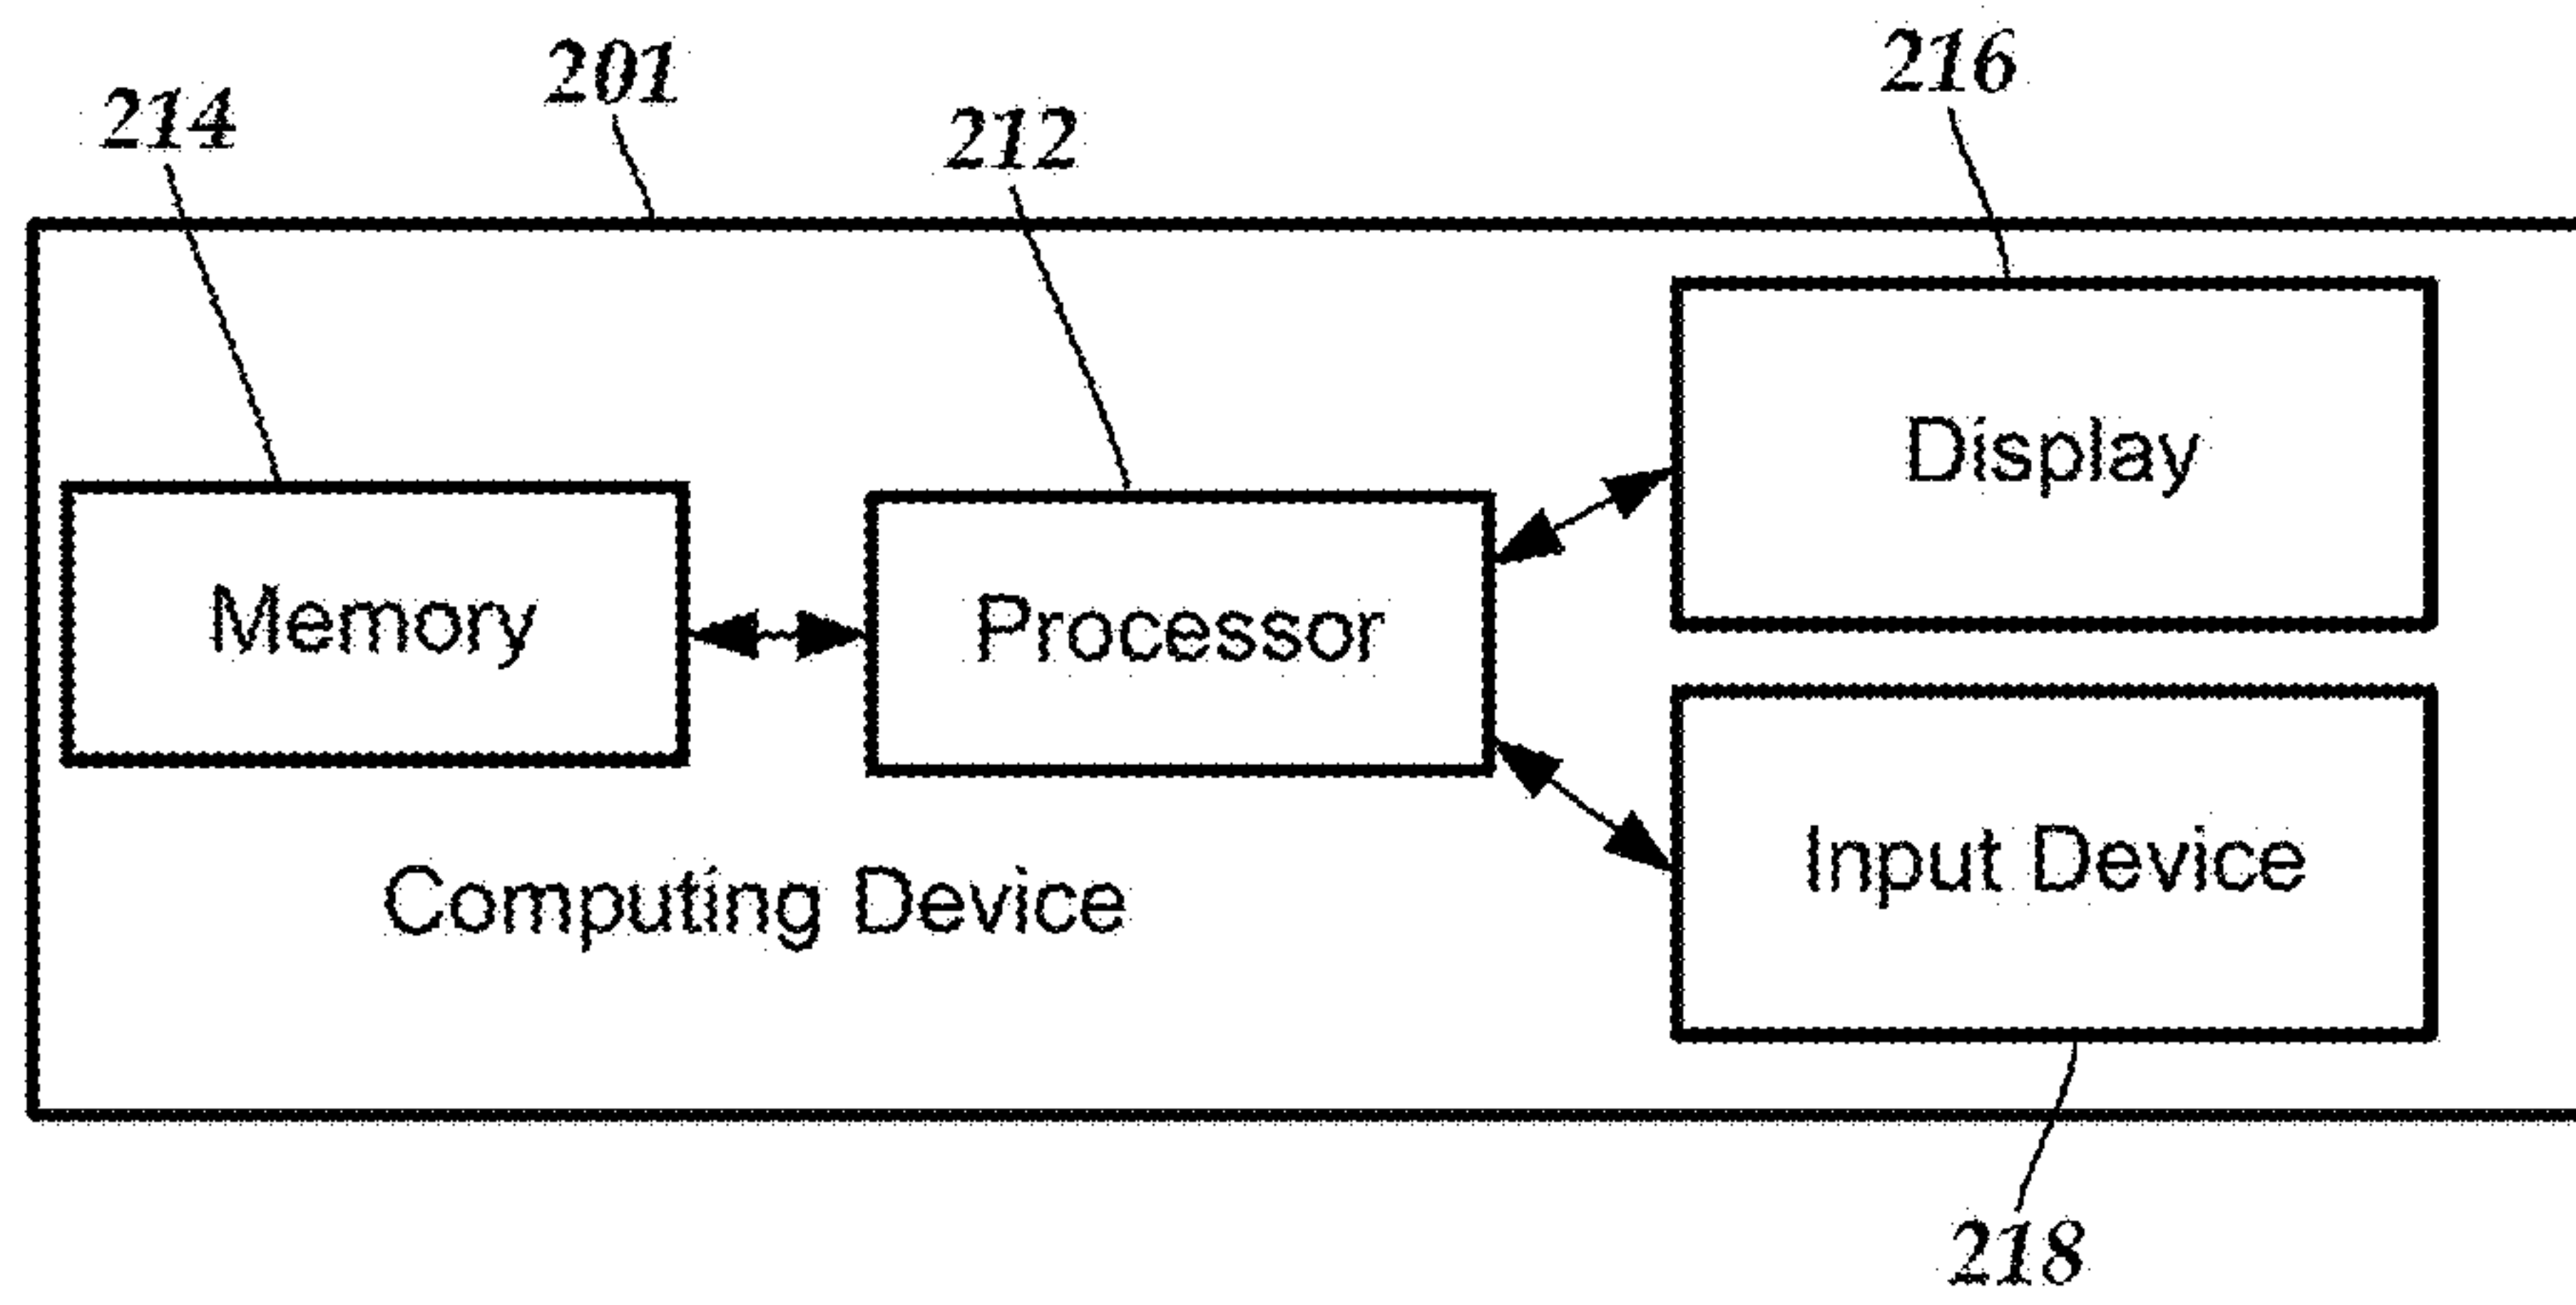 201
216
214
212
Display
Memory
Processor
Input Device
Computing Device
218